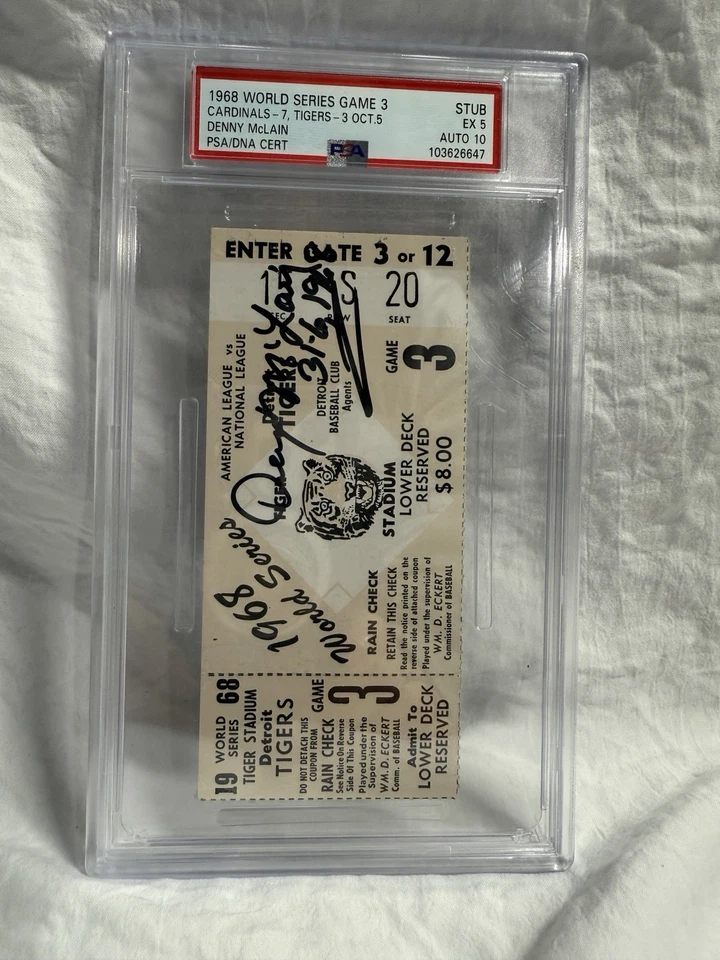 1968 WORLD SERIES GAME 3 STUB
CARDINALS - 7, TIGERS - 3 OCT.5 EX 5
DENNY McLAIN AUTO 10
PSA/DNA CERT PSA 103626647
ENTER GATE 3 or 12
S 20
SEAT
AMERICAN LEAGUE vs
NATIONAL LEAGUE
TIGERS
DETROIT
BASEBALL CLUB
Agents
GAME
3
STADIUM
LOWER DECK
RESERVED
$8.00
Denny McLain
31-6 1968
1968
World Series
RAIN CHECK
RETAIN THIS CHECK
Read the notice printed on the
reverse side of attached coupon
Played under the supervision of
WM. D. ECKERT
Commissioner of BASEBALL
19 WORLD SERIES 68
TIGER STADIUM
Detroit
TIGERS
DO NOT DETACH THIS
COUPON FROM
RAIN CHECK
GAME
3
See Notice On Reverse
Side Of This Coupon
Played under the
Supervision of
WM. D. ECKERT
Comm. of BASEBALL
Admit To
LOWER DECK
RESERVED